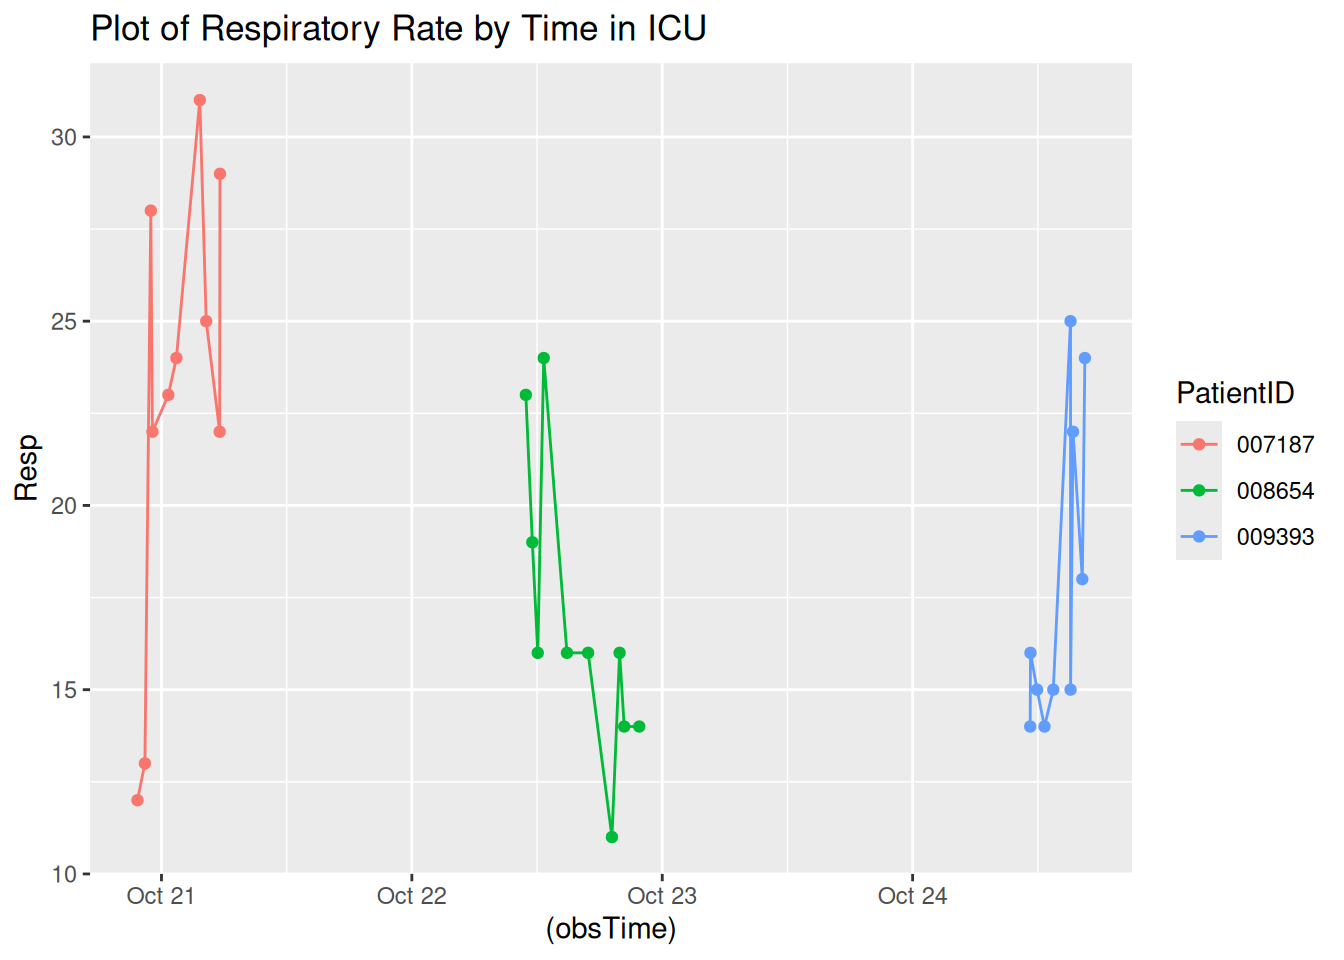 Plot of Respiratory Rate by Time in ICU
30
25
20
15
10
Resp
Oct 21 Oct 22 Oct 23 Oct 24
(obsTime)
PatientID
007187
008654
009393